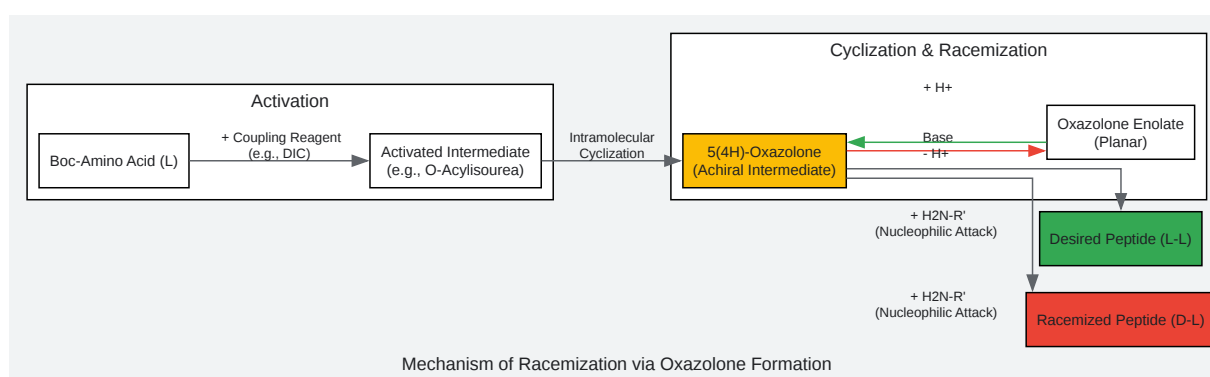 Cyclization & Racemization
+ H+
Activation
Boc-Amino Acid (L)
+ Coupling Reagent
(e.g., DIC)
Activated Intermediate
(e.g., O-Acylisourea)
Intramolecular
Cyclization
5(4H)-Oxazolone
(Achiral Intermediate)
Base
- H+
Oxazolone Enolate
(Planar)
+ H2N-R'
(Nucleophilic Attack)
Desired Peptide (L-L)
+ H2N-R'
(Nucleophilic Attack)
Racemized Peptide (D-L)
Mechanism of Racemization via Oxazolone Formation